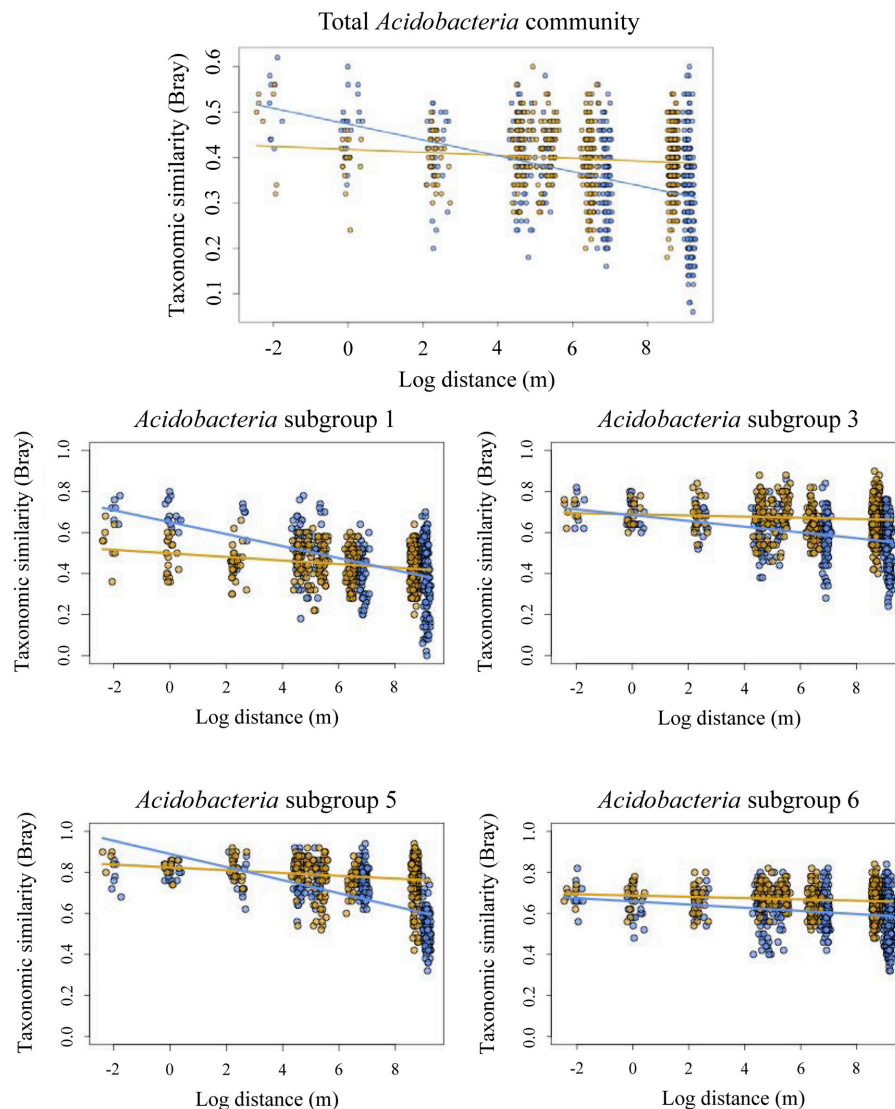 Total Acidobacteria community
Taxonomic similarity (Bray)
0.6
0.5
0.4
0.3
0.2
0.1
-2 0 2 4 6 8
Log distance (m)
Acidobacteria subgroup 1
Taxonomic similarity (Bray)
1.0
0.8
0.6
0.4
0.2
0.0
-2 0 2 4 6 8
Log distance (m)
Acidobacteria subgroup 3
Taxonomic similarity (Bray)
1.0
0.8
0.6
0.4
0.2
0.0
-2 0 2 4 6 8
Log distance (m)
Acidobacteria subgroup 5
Taxonomic similarity (Bray)
1.0
0.8
0.6
0.4
0.2
0.0
-2 0 2 4 6 8
Log distance (m)
Acidobacteria subgroup 6
Taxonomic similarity (Bray)
1.0
0.8
0.6
0.4
0.2
0.0
-2 0 2 4 6 8
Log distance (m)